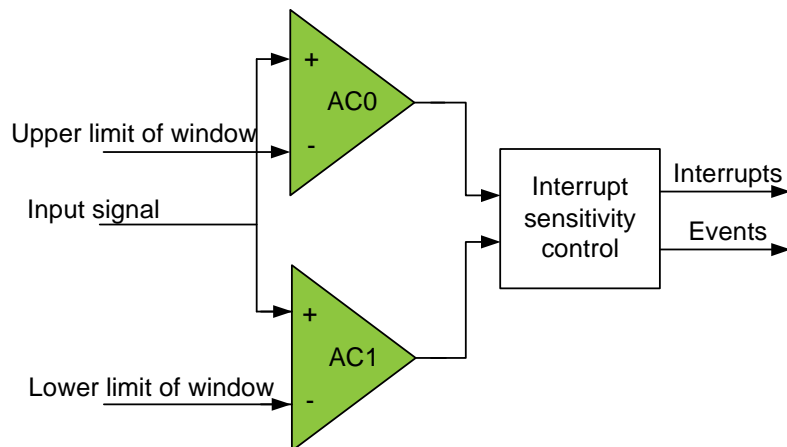 +
AC0
-
Upper limit of window
Input signal
Interrupt
sensitivity
control
Interrupts
Events
+
AC1
-
Lower limit of window